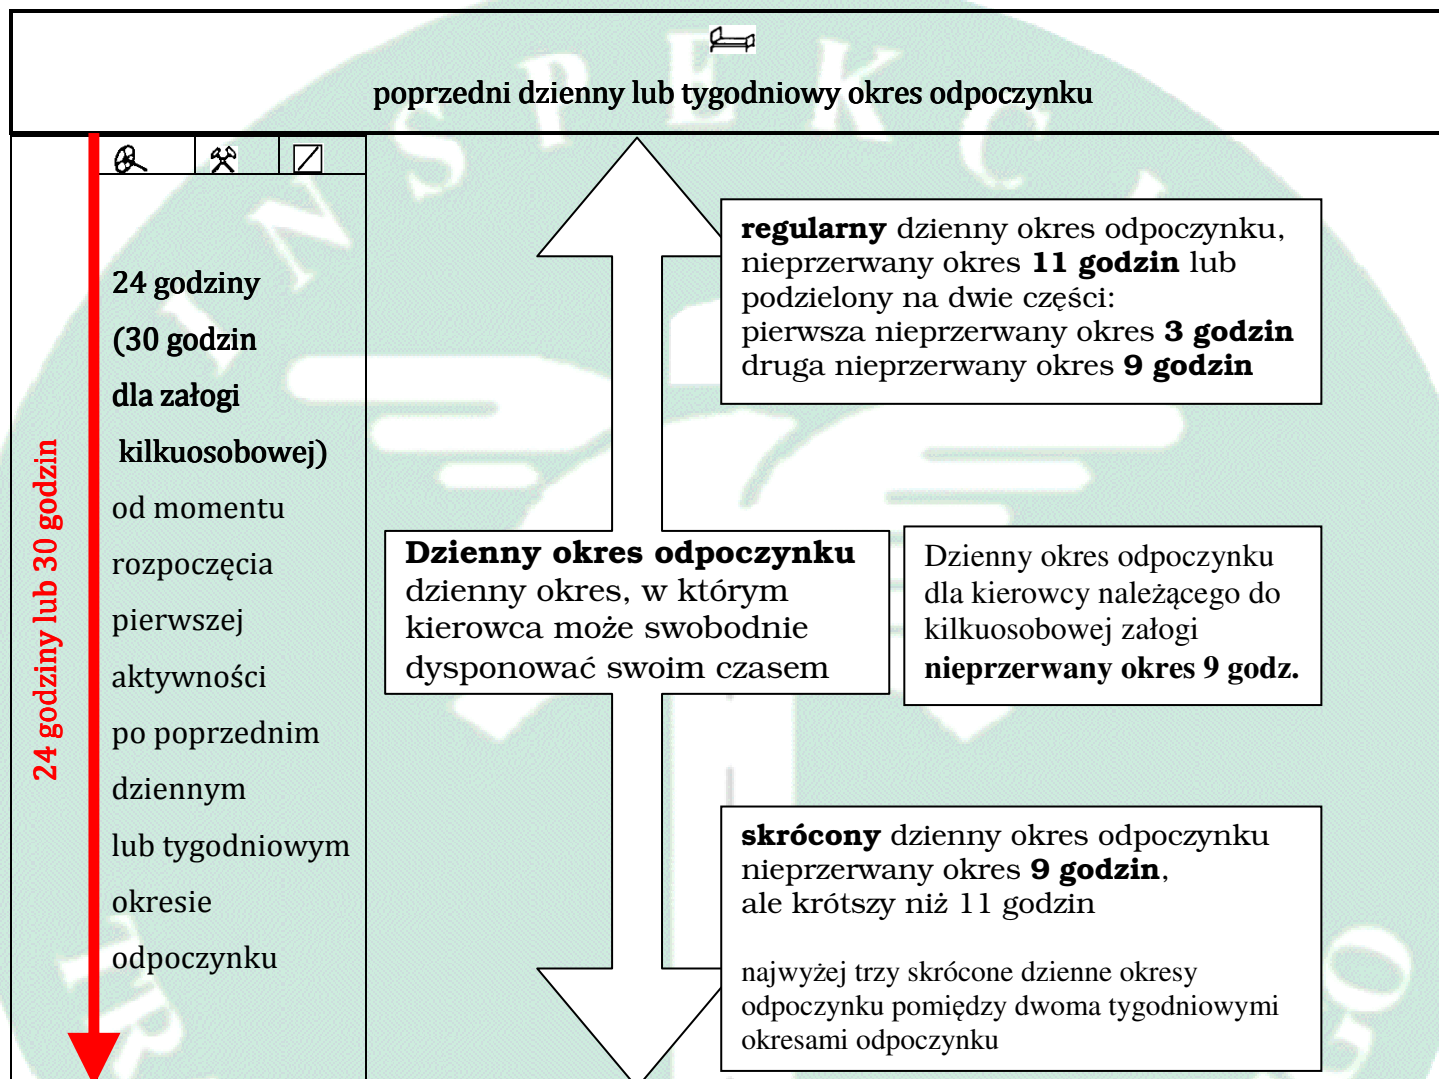 poprzedni dzienny lub tygodniowy okres odpoczynku
24 godziny lub 30 godzin
24 godziny
(30 godzin
dla załogi
kilkuosobowej)
od momentu
rozpoczęcia
pierwszej
aktywności
po poprzednim
dziennym
lub tygodniowym
okresie
odpoczynku
regularny dzienny okres odpoczynku,
nieprzerwany okres 11 godzin lub
podzielony na dwie części:
pierwsza nieprzerwany okres 3 godzin
druga nieprzerwany okres 9 godzin
Dzienny okres odpoczynku
dzienny okres, w którym
kierowca może swobodnie
dysponować swoim czasem
Dzienny okres odpoczynku
dla kierowcy należącego do
kilkuosobowej załogi
nieprzerwany okres 9 godz.
skrócony dzienny okres odpoczynku
nieprzerwany okres 9 godzin,
ale krótszy niż 11 godzin
najwyżej trzy skrócone dzienne okresy
odpoczynku pomiędzy dwoma tygodniowymi
okresami odpoczynku